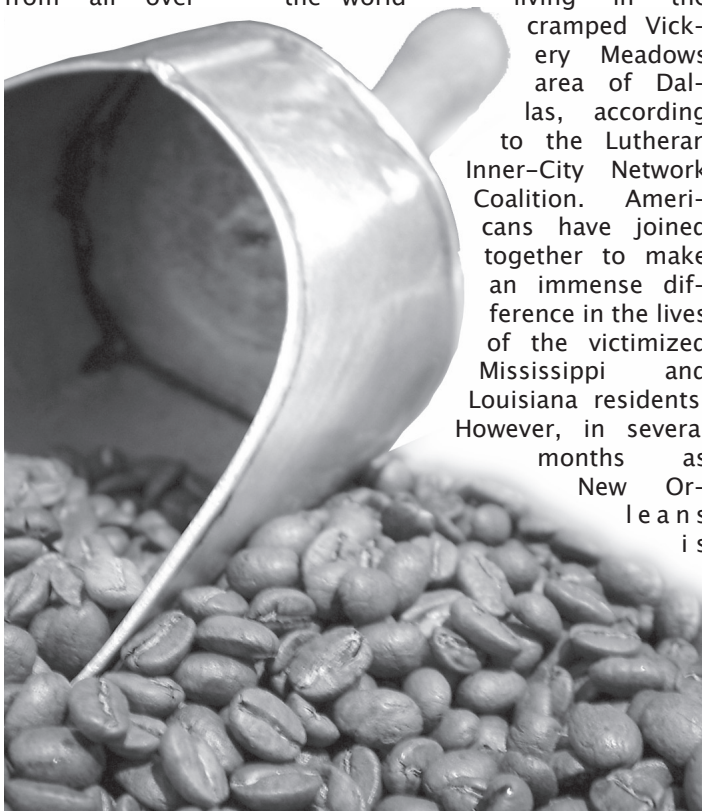 from all over the world living in the
cramped Vick-
ery Meadows
area of Dal-
las, according
to the Lutheran
Inner-City Network
Coalition. Ameri-
cans have joined
together to make
an immense dif-
ference in the lives
of the victimized
Mississippi and
Louisiana residents
However, in severa
months as
New Or-
leans
is